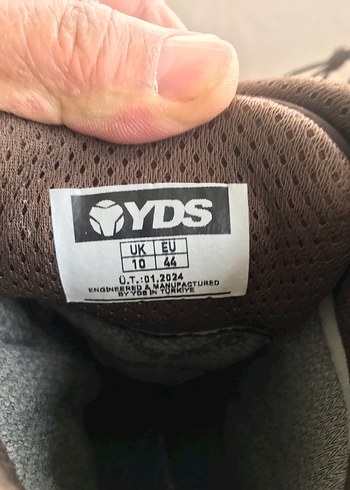 YDS
UK EU
10 44
Ü.T.:01.2024
ENGINEERED & MANUFACTURED
BY YDS IN TÜRKİYE